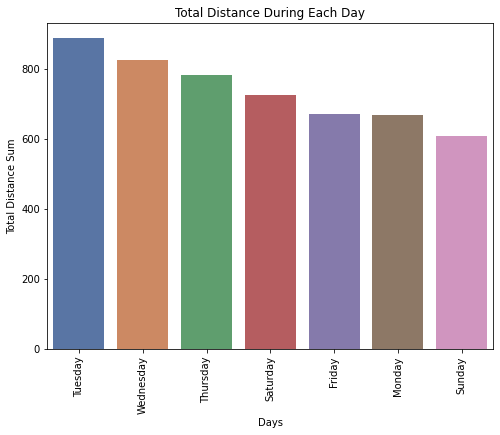 Total Distance During Each Day
Total Distance Sum
800
600
400
200
0
Tuesday
Wednesday
Thursday
Saturday
Friday
Monday
Sunday
Days